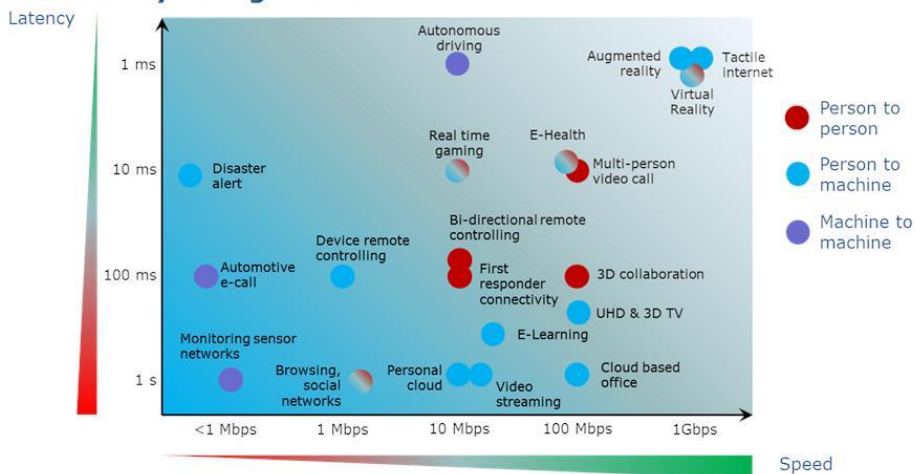 Latency
Autonomous
driving
1 ms
Augmented
reality
Tactile
internet
Virtual
Reality
Person to
person
Real time
gaming
E-Health
10 ms
Disaster
alert
Multi-person
video call
Person to
machine
Bi-directional remote
controlling
Device remote
controlling
Machine to
machine
100 ms
Automotive
e-call
First
responder
connectivity
3D collaboration
UHD & 3D TV
E-Learning
Monitoring sensor
networks
1 s
Browsing,
social
networks
Personal
cloud
Video
streaming
Cloud based
office
<1 Mbps
1 Mbps
10 Mbps
100 Mbps
1Gbps
Speed